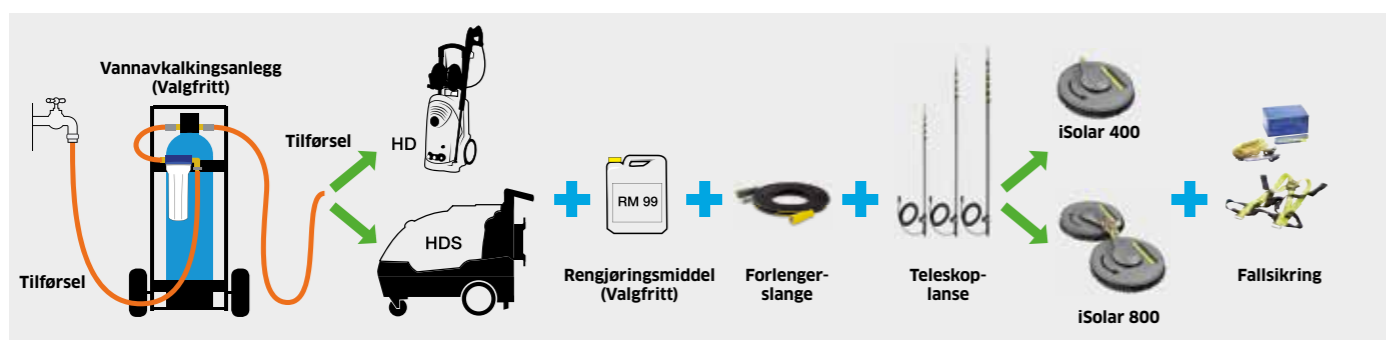 Vannavkalkingsanlegg
(Valgfritt)
Tilførsel
Tilførsel
HD
HDS
RM 99
Rengjøringsmiddel
(Valgfritt)
Forlenger-
slange
Teleskop-
lanse
iSolar 400
iSolar 800
Fallsikring